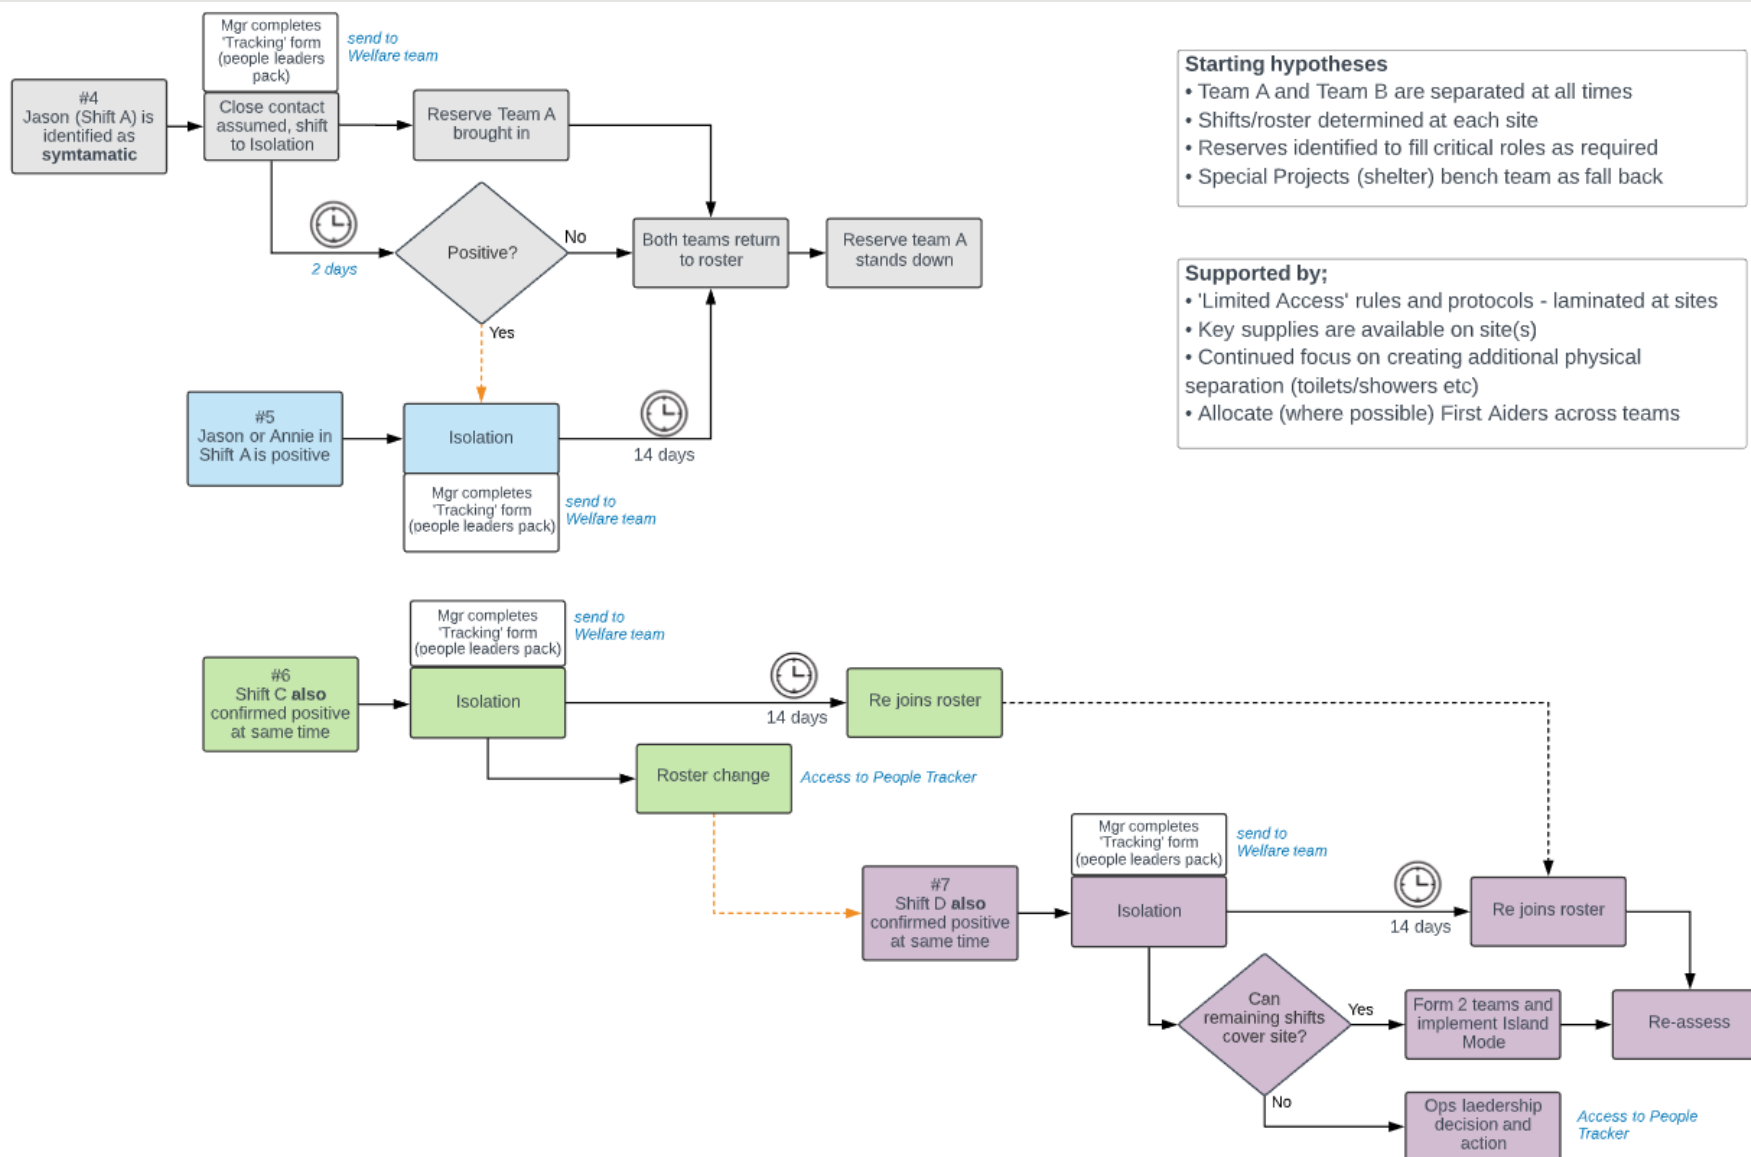 Mgr completes
'Tracking' form
(people leaders
pack)
send to
Welfare team
#4
Jason (Shift A) is
identified as
symtamatic
Close contact
assumed, shift
to Isolation
Reserve Team A
brought in
2 days
Positive?
No
Yes
Both teams return
to roster
Reserve team A
stands down
Starting hypotheses
• Team A and Team B are separated at all times
• Shifts/roster determined at each site
• Reserves identified to fill critical roles as required
• Special Projects (shelter) bench team as fall back
Supported by;
• 'Limited Access' rules and protocols - laminated at sites
• Key supplies are available on site(s)
• Continued focus on creating additional physical
separation (toilets/showers etc)
• Allocate (where possible) First Aiders across teams
#5
Jason or Annie in
Shift A is positive
Isolation
14 days
Mgr completes
'Tracking' form
(people leaders pack)
send to
Welfare team
Mgr completes
'Tracking' form
(people leaders pack)
send to
Welfare team
#6
Shift C also
confirmed positive
at same time
Isolation
14 days
Re joins roster
Roster change
Access to People Tracker
Mgr completes
'Tracking' form
(people leaders pack)
send to
Welfare team
#7
Shift D also
confirmed positive
at same time
Isolation
14 days
Re joins roster
Can
remaining shifts
cover site?
Yes
No
Form 2 teams and
implement Island
Mode
Re-assess
Ops laedership
decision and
action
Access to People
Tracker